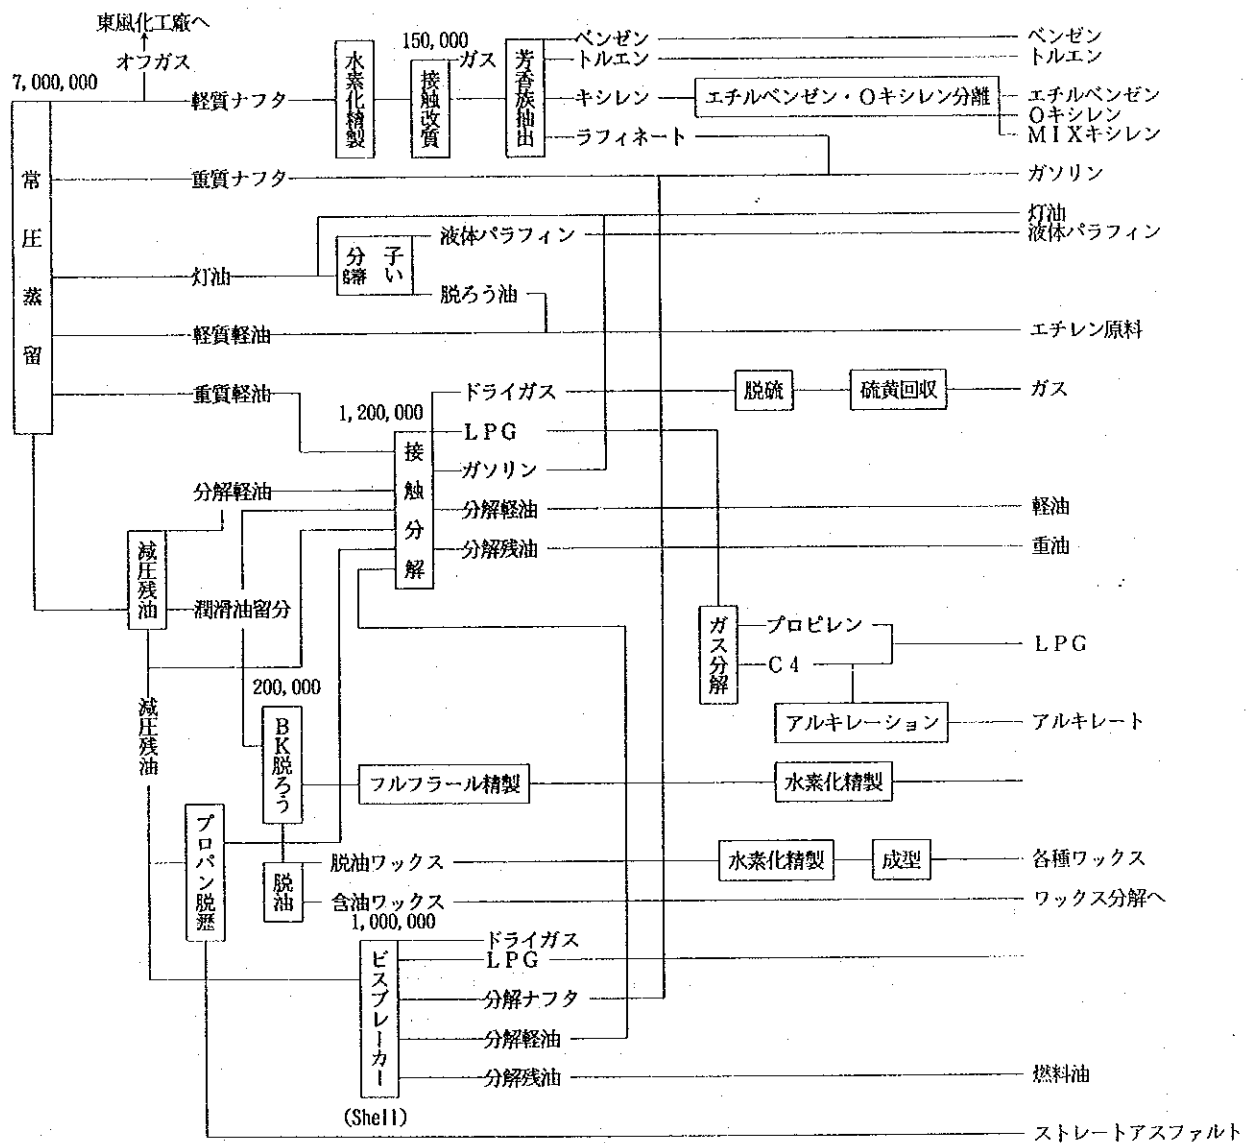 東風化工廠へ
オフガス
7,000,000
常圧蒸留
軽質ナフタ
水素化精製
150,000
接触改質
ガス
芳香族抽出
ベンゼン
ベンゼン
トルエン
トルエン
キシレン
エチルベンゼン・Oキシレン分離
エチルベンゼン
Oキシレン
MIXキシレン
ラフィネート
重質ナフタ
ガソリン
灯油
液体パラフィン
液体パラフィン
灯油
分子
い
脱ろう油
軽質軽油
エチレン原料
重質軽油
1,200,000
接触分解
ドライガス
脱硫
硫黄回収
ガス
LPG
ガソリン
分解軽油
分解軽油
軽油
分解残油
重油
減圧残油
潤滑油留分
ガス分解
プロピレン
C4
LPG
アルキレーション
アルキレート
減圧残油
200,000
BK脱ろう
フルフラール精製
水素化精製
プロパン脱瀝
脱油
脱油ワックス
水素化精製
成型
各種ワックス
含油ワックス
ワックス分解へ
1,000,000
ビスブレーカー
ドライガス
LPG
分解ナフタ
分解軽油
分解残油
燃料油
(Shell)
ストレートアスファルト